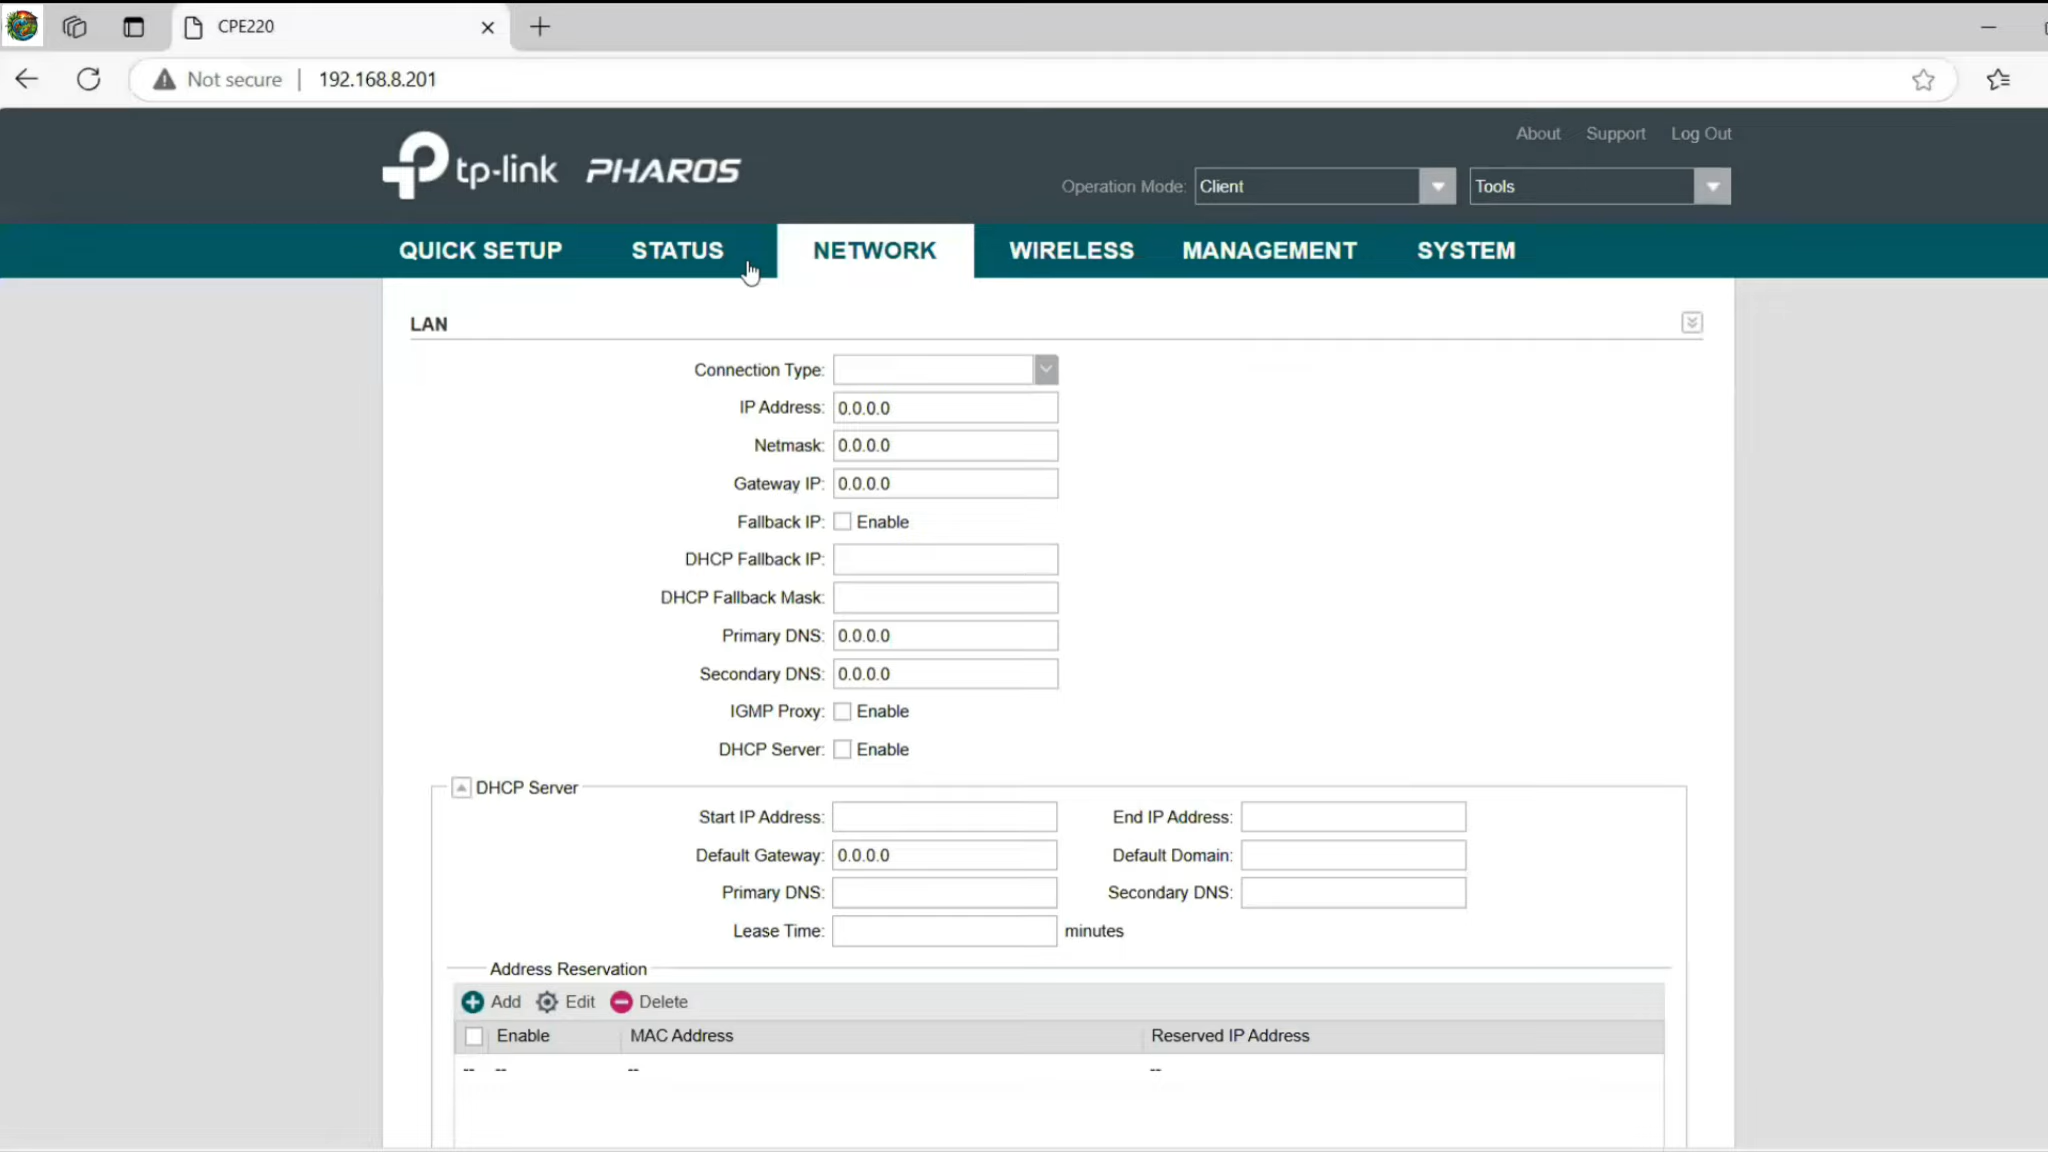 CPE220
Not secure | 192.168.8.201
About Support Log Out
tp-link PHAROS
Operation Mode: Client Tools
QUICK SETUP STATUS NETWORK WIRELESS MANAGEMENT SYSTEM
LAN
Connection Type:
IP Address: 0.0.0.0
Netmask: 0.0.0.0
Gateway IP: 0.0.0.0
Fallback IP: Enable
DHCP Fallback IP:
DHCP Fallback Mask:
Primary DNS: 0.0.0.0
Secondary DNS: 0.0.0.0
IGMP Proxy: Enable
DHCP Server: Enable
DHCP Server
Start IP Address: End IP Address:
Default Gateway: 0.0.0.0 Default Domain:
Primary DNS: Secondary DNS:
Lease Time: minutes
Address Reservation
Add Edit Delete
Enable MAC Address Reserved IP Address
-- -- -- --